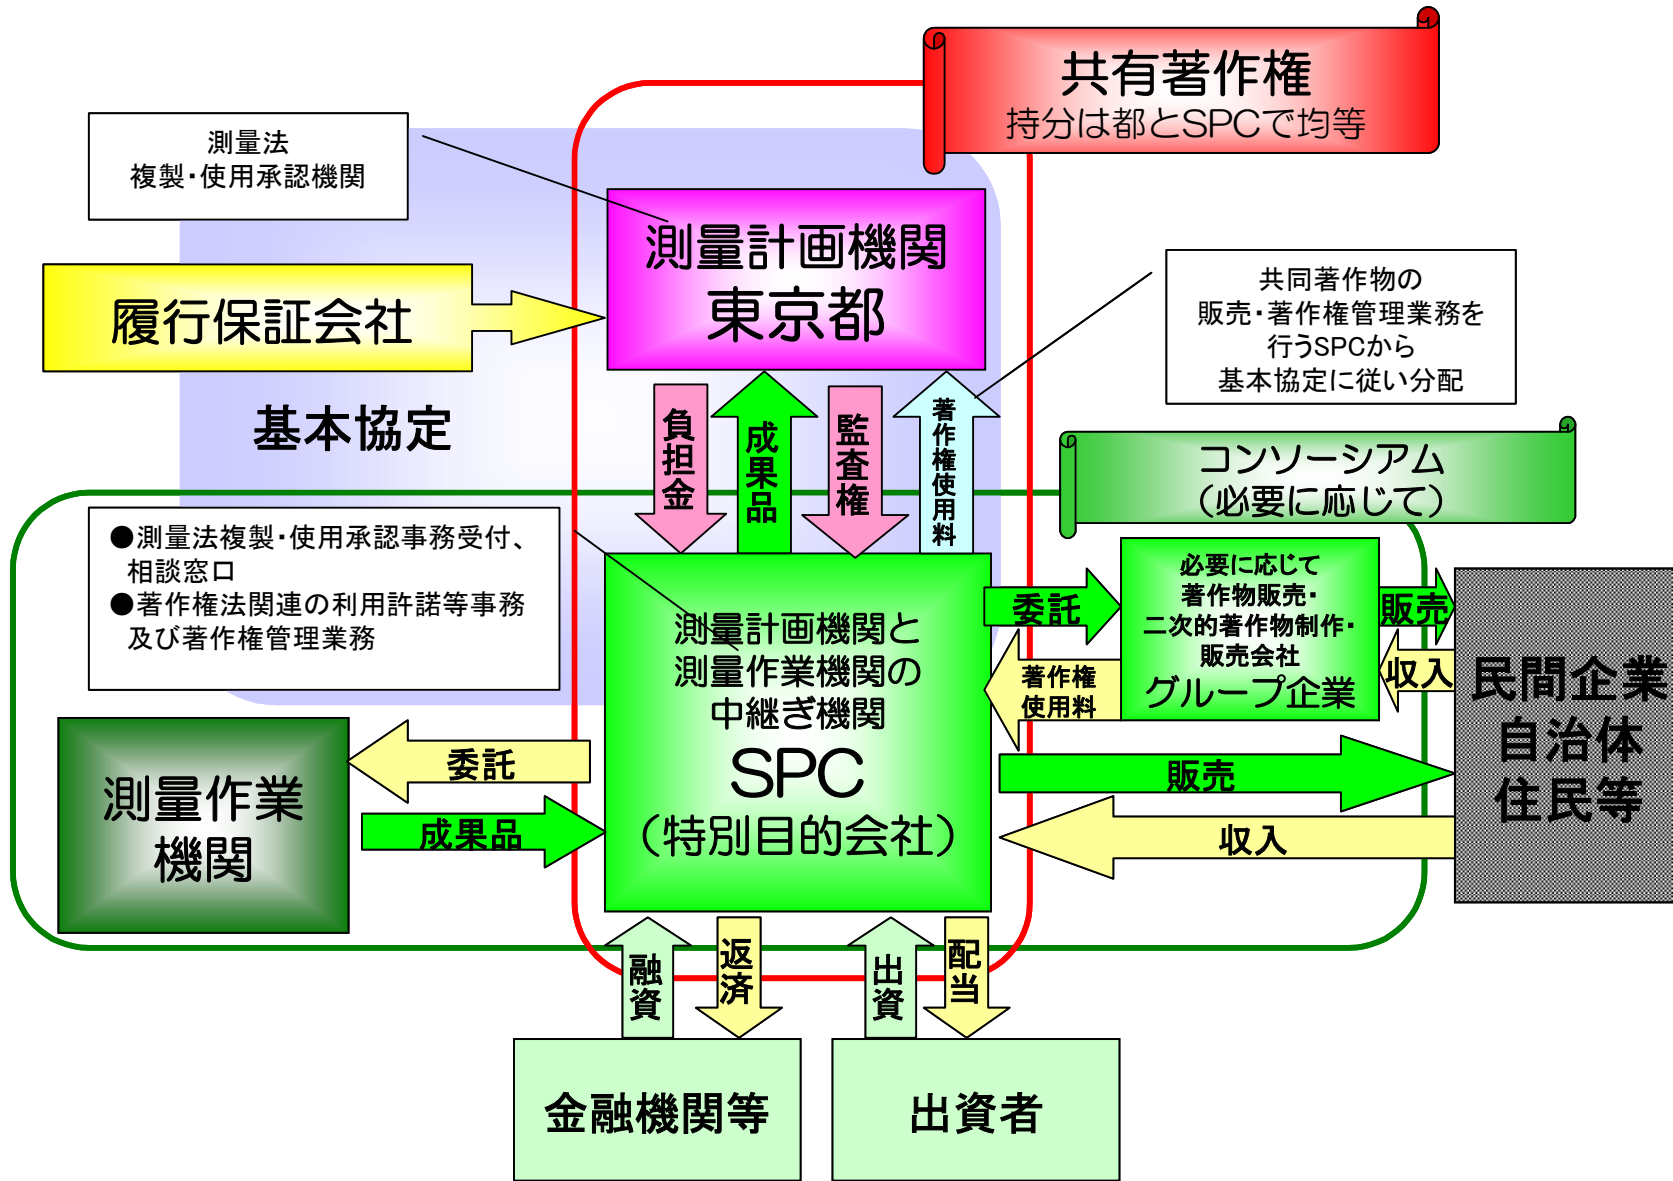 共有著作権
持分は都とSPCで均等
測量法
複製・使用承認機関
測量計画機関
東京都
履行保証会社
共同著作物の
販売・著作権管理業務を
行うSPCから
基本協定に従い分配
基本協定
負担金
成果品
監査権
著作権使用料
コンソーシアム
（必要に応じて）
●測量法複製・使用承認事務受付、
相談窓口
●著作権法関連の利用許諾等事務
及び著作権管理業務
測量計画機関と
測量作業機関の
中継ぎ機関
SPC
（特別目的会社）
委託
著作権
使用料
必要に応じて
著作物販売・
二次的著作物制作・
販売会社
グループ企業
販売
収入
民間企業
自治体
住民等
販売
収入
測量作業
機関
委託
成果品
融資
返済
出資
配当
金融機関等
出資者